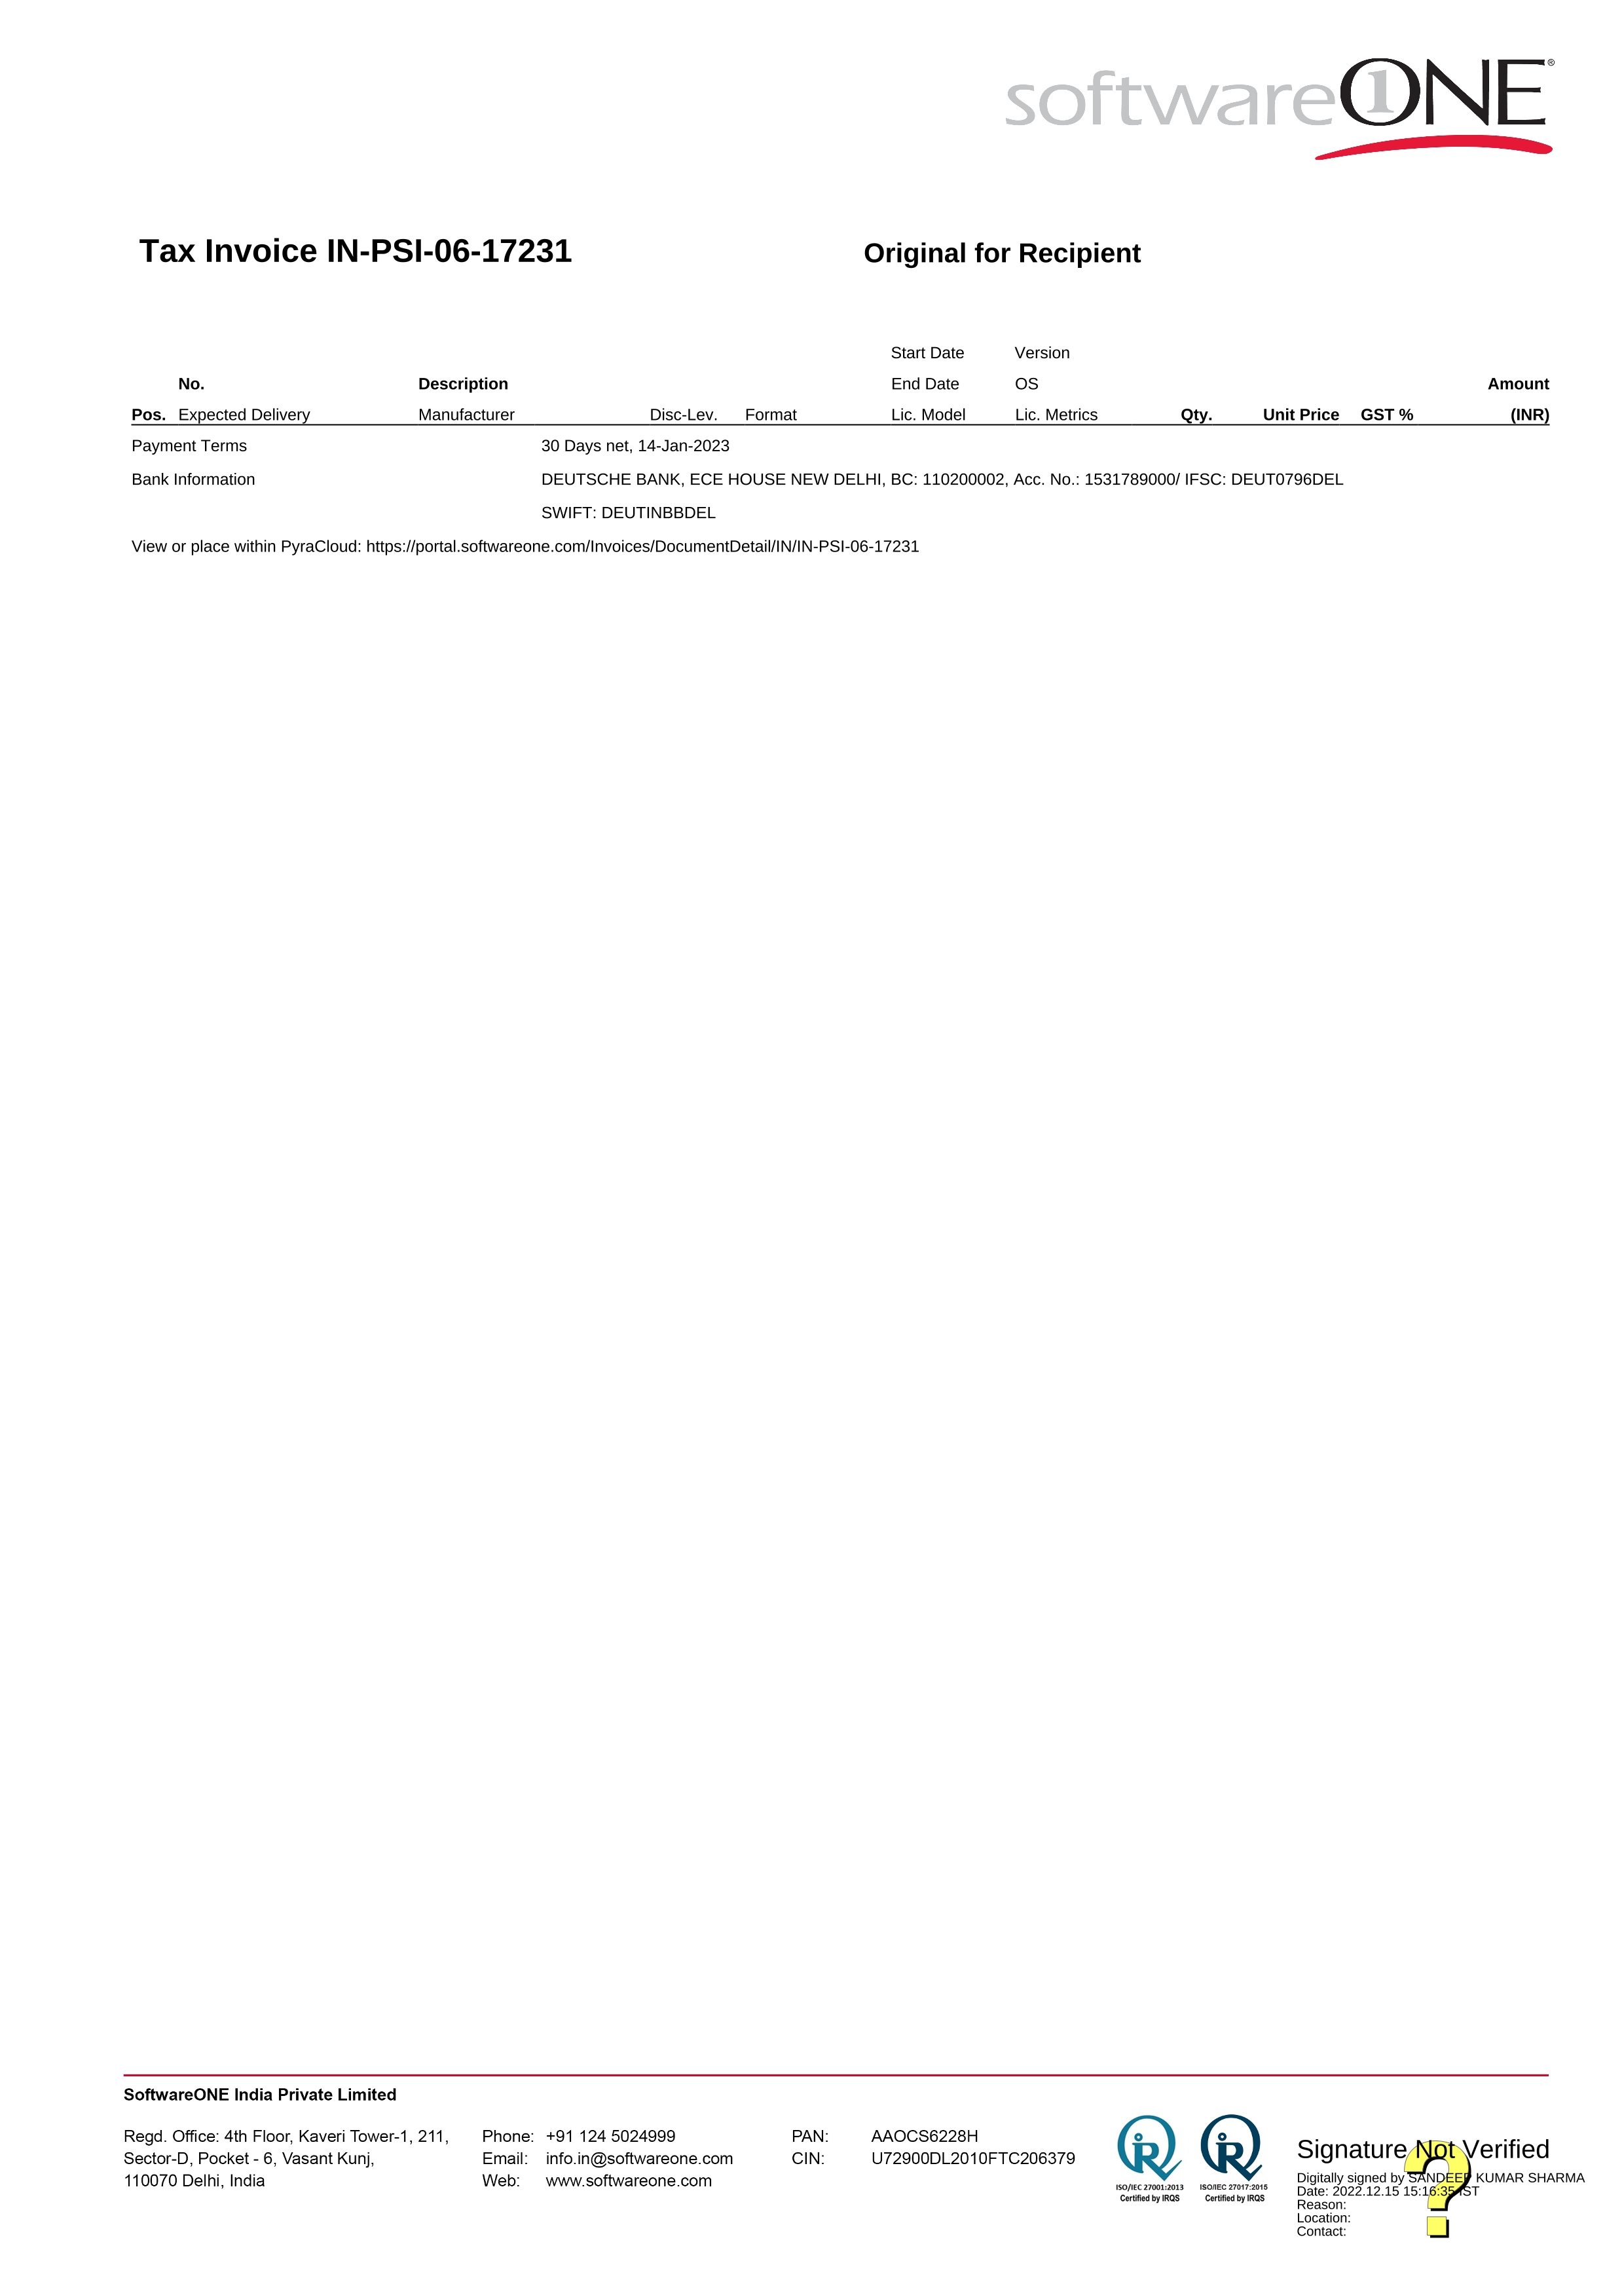 softwareONE®
Tax Invoice IN-PSI-06-17231 Original for Recipient
Start Date Version
No. Description End Date OS Amount
Pos. Expected Delivery Manufacturer Disc-Lev. Format Lic. Model Lic. Metrics Qty. Unit Price GST % (INR)
Payment Terms 30 Days net, 14-Jan-2023
Bank Information DEUTSCHE BANK, ECE HOUSE NEW DELHI, BC: 110200002, Acc. No.: 1531789000/ IFSC: DEUT0796DEL
SWIFT: DEUTINBBDEL
View or place within PyraCloud: https://portal.softwareone.com/Invoices/DocumentDetail/IN/IN-PSI-06-17231
SoftwareONE India Private Limited
Regd. Office: 4th Floor, Kaveri Tower-1, 211, Phone: +91 124 5024999 PAN: AAOCS6228H
Sector-D, Pocket - 6, Vasant Kunj, Email: info.in@softwareone.com CIN: U72900DL2010FTC206379
110070 Delhi, India Web: www.softwareone.com
ISO/IEC 27001:2013 ISO/IEC 27017:2015
Certified by IRQS Certified by IRQS
Signature Not Verified
Digitally signed by SANDEEP KUMAR SHARMA
Date: 2022.12.15 15:16:35 IST
Reason:
Location:
Contact: